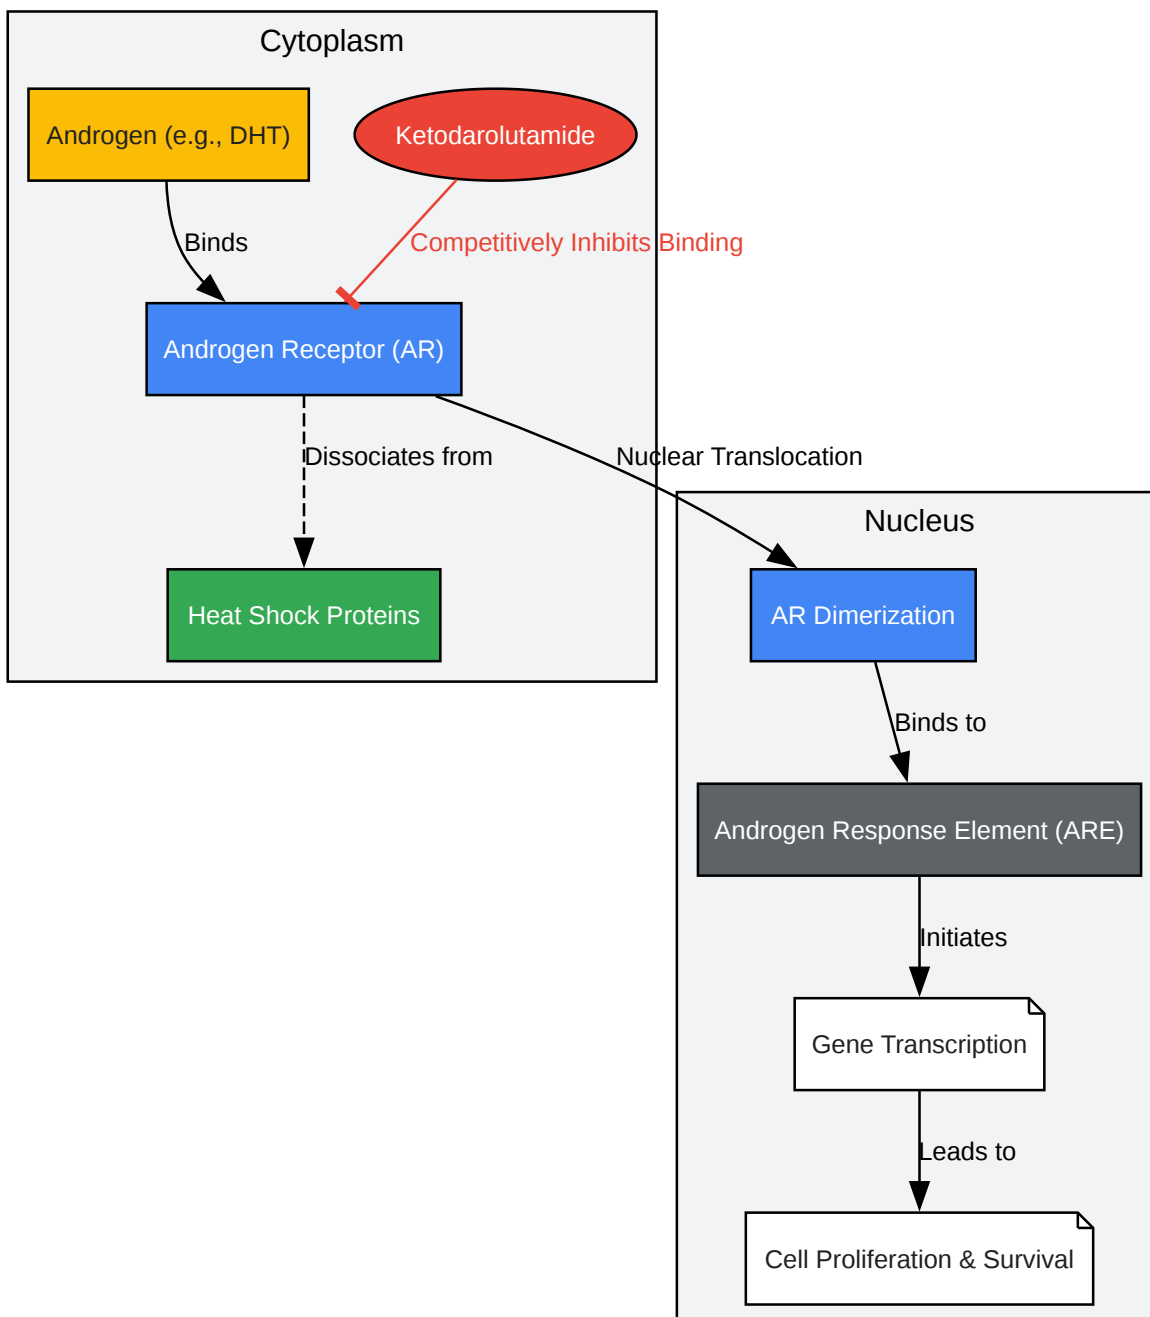 Cytoplasm
Androgen (e.g., DHT)
Ketodarolutamide
Binds
Competitively Inhibits Binding
Androgen Receptor (AR)
Dissociates from
Nuclear Translocation
Nucleus
Heat Shock Proteins
AR Dimerization
Binds to
Androgen Response Element (ARE)
Initiates
Gene Transcription
Leads to
Cell Proliferation & Survival